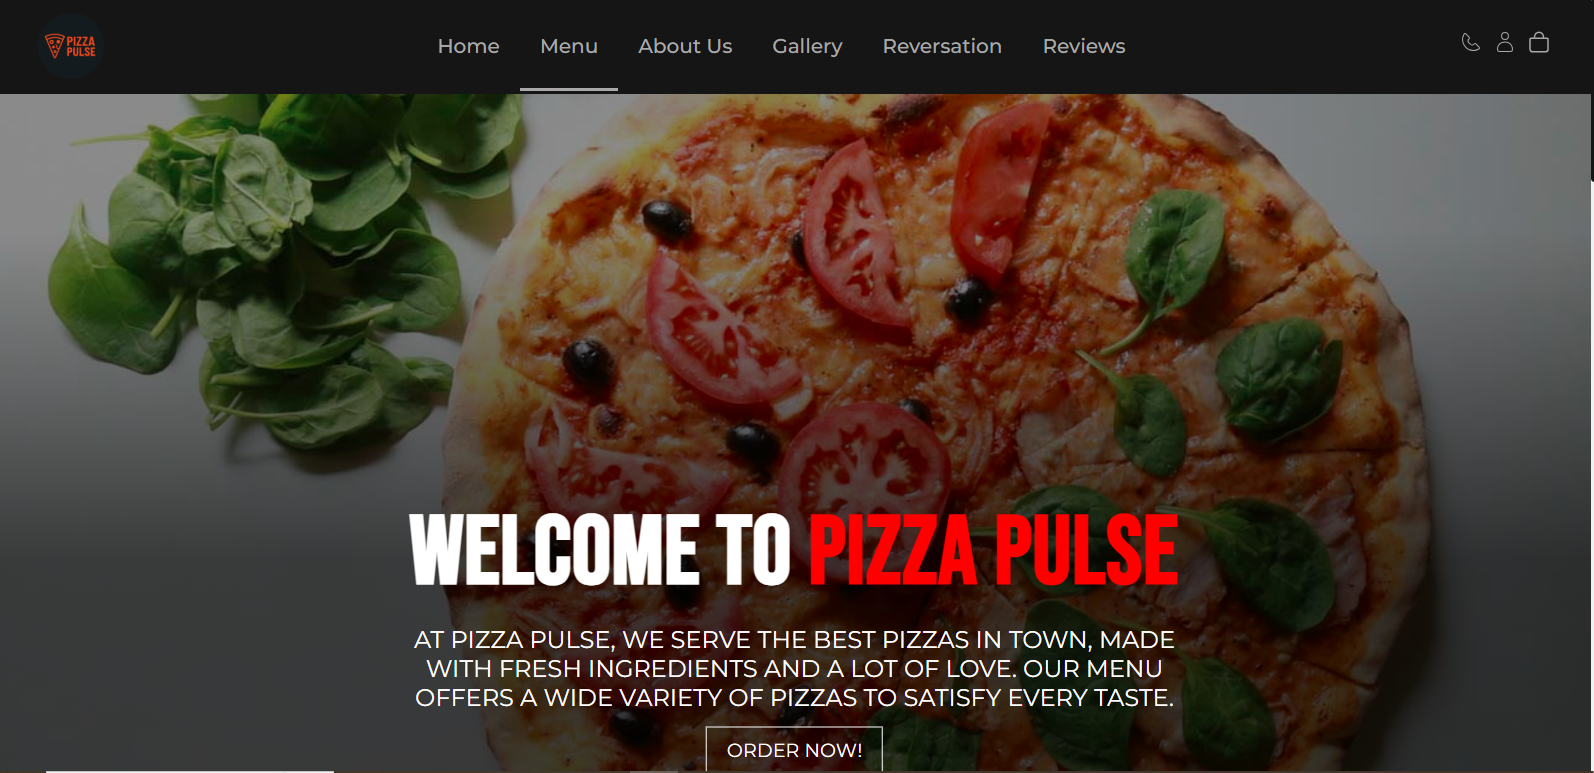 PIZZA
PULSE
Home Menu About Us Gallery Reversation Reviews
WELCOME TO PIZZA PULSE
AT PIZZA PULSE, WE SERVE THE BEST PIZZAS IN TOWN, MADE
WITH FRESH INGREDIENTS AND A LOT OF LOVE. OUR MENU
OFFERS A WIDE VARIETY OF PIZZAS TO SATISFY EVERY TASTE.
ORDER NOW!